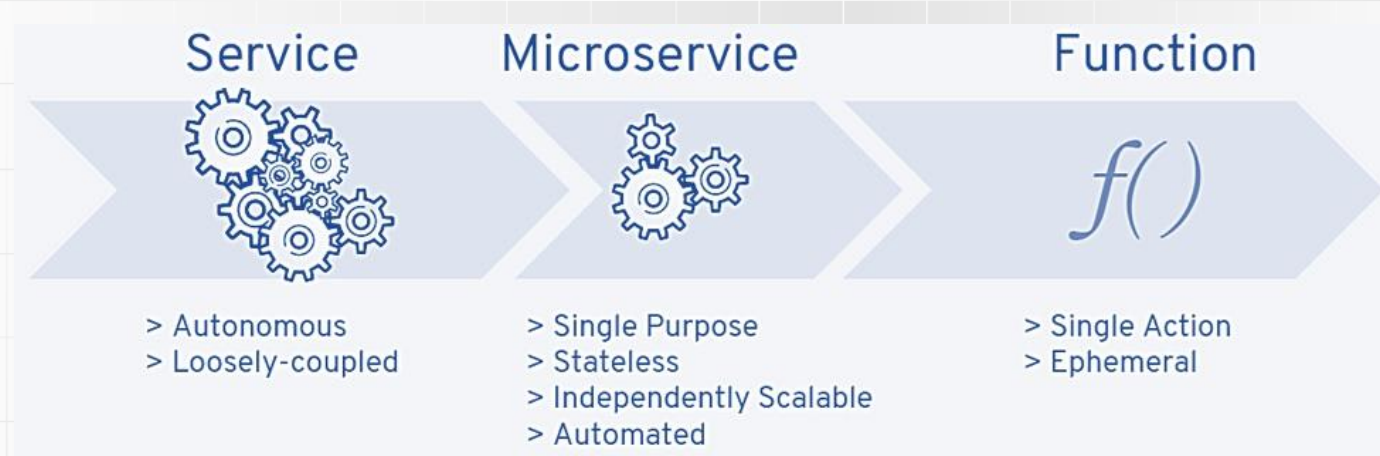 Service
> Autonomous
> Loosely-coupled
Microservice
> Single Purpose
> Stateless
> Independently Scalable
> Automated
Function
f()
> Single Action
> Ephemeral